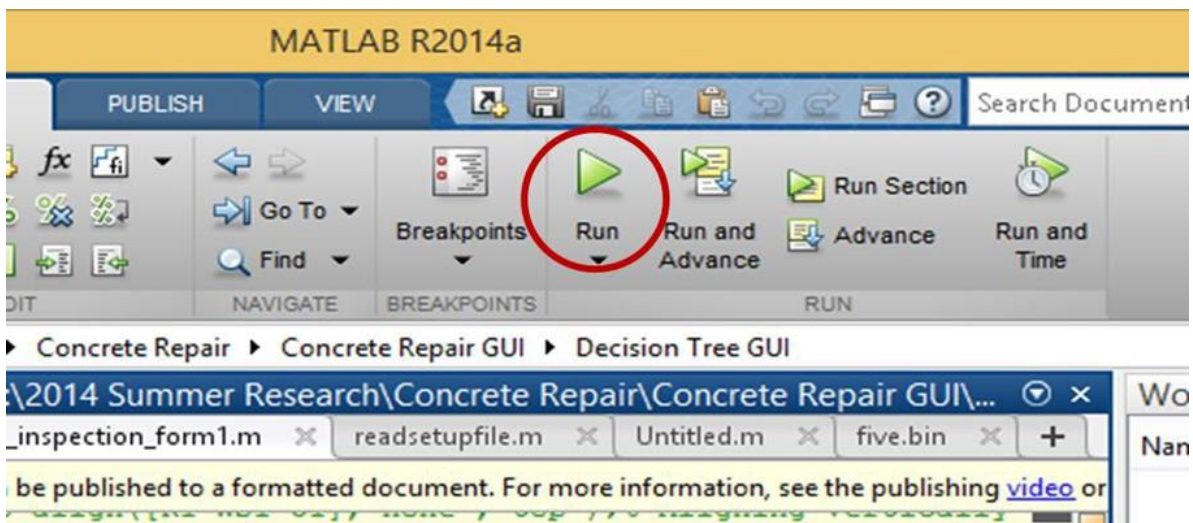 MATLAB R2014a
PUBLISH VIEW Search Document
fx fi
Go To Breakpoints Run Run and Advance Run Section Advance Run and Time
Find
NAVIGATE BREAKPOINTS RUN
Concrete Repair Concrete Repair GUI Decision Tree GUI
:\2014 Summer Research\Concrete Repair\Concrete Repair GUI\...
_inspection_form1.m readsetupfile.m Untitled.m five.bin +
be published to a formatted document. For more information, see the publishing video or